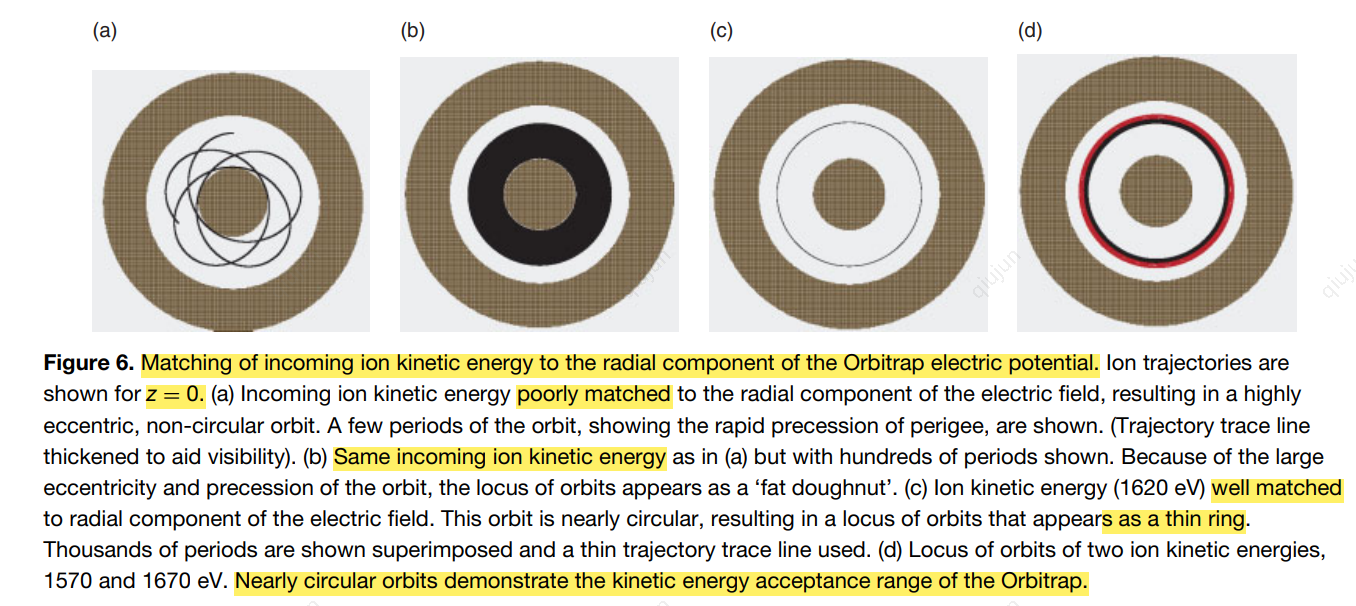 (a)
(b)
(c)
(d)
Figure 6. Matching of incoming ion kinetic energy to the radial component of the Orbitrap electric potential. Ion trajectories are
shown for z = 0. (a) Incoming ion kinetic energy poorly matched to the radial component of the electric field, resulting in a highly
eccentric, non-circular orbit. A few periods of the orbit, showing the rapid precession of perigee, are shown. (Trajectory trace line
thickened to aid visibility). (b) Same incoming ion kinetic energy as in (a) but with hundreds of periods shown. Because of the large
eccentricity and precession of the orbit, the locus of orbits appears as a ‘fat doughnut’. (c) Ion kinetic energy (1620 eV) well matched
to radial component of the electric field. This orbit is nearly circular, resulting in a locus of orbits that appears as a thin ring.
Thousands of periods are shown superimposed and a thin trajectory trace line used. (d) Locus of orbits of two ion kinetic energies,
1570 and 1670 eV. Nearly circular orbits demonstrate the kinetic energy acceptance range of the Orbitrap.
qiujun